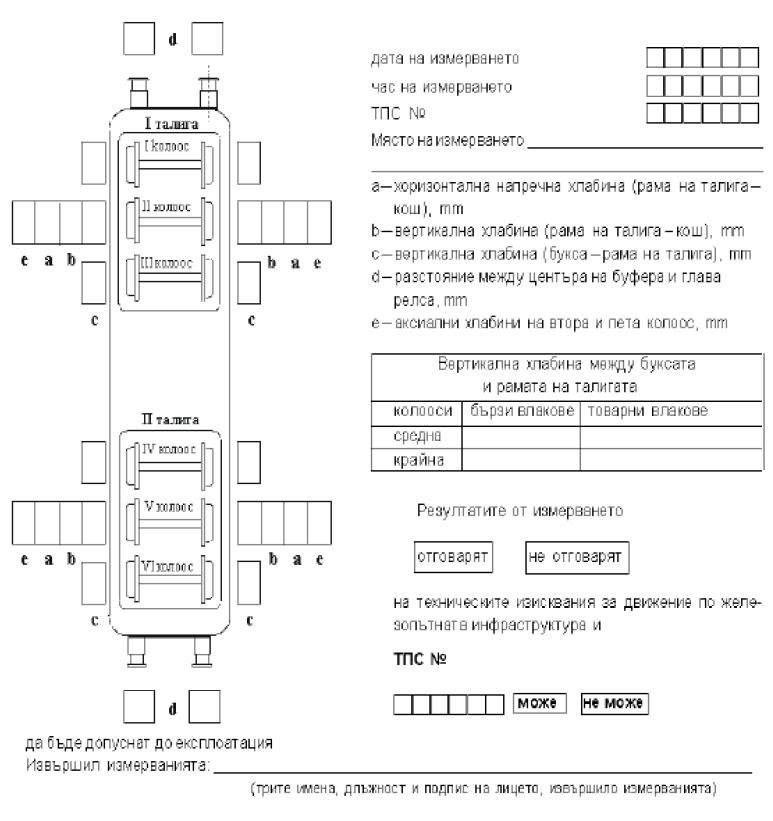 d
I талига
I колоос
II колоос
e a b
b a e
III колоос
c
c
II талига
IV колоос
V колоос
e a b
b a e
VI колоос
c
c
d
дата на измерването
час на измерването
ТПС №
Място на измерването
a–хоризонтална напречна хлабина (рама на талига–
кош), mm
b–вертикална хлабина (рама на талига–кош), mm
c–вертикална хлабина (букса–рама на талига), mm
d–разстояние между центъра на буфера и глава
релса, mm
e–аксиални хлабини на втора и пета колоос, mm
Вертикална хлабина между буксата
и рамата на талигата
колооси бързи влакове товарни влакове
средна
крайна
Резултатите от измерването
отговарят не отговарят
на техническите изисквания за движение по желе-
зопътната инфраструктура и
ТПС №
може не може
да бъде допуснат до експлоатация
Извършил измерванията:
(трите имена, длъжност и подпис на лицето, извършило измерванията)